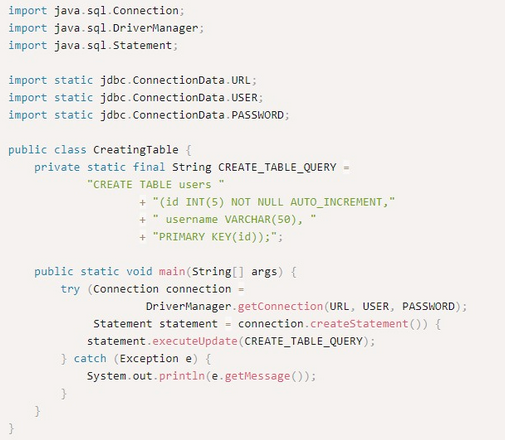 import java.sql.Connection;
import java.sql.DriverManager;
import java.sql.Statement;

import static jdbc.ConnectionData.URL;
import static jdbc.ConnectionData.USER;
import static jdbc.ConnectionData.PASSWORD;

public class CreatingTable {
    private static final String CREATE_TABLE_QUERY =
            "CREATE TABLE users "
                    + "(id INT(5) NOT NULL AUTO_INCREMENT,"
                    + " username VARCHAR(50), "
                    + "PRIMARY KEY(id));";

    public static void main(String[] args) {
        try (Connection connection =
                     DriverManager.getConnection(URL, USER, PASSWORD);
             Statement statement = connection.createStatement()) {
            statement.executeUpdate(CREATE_TABLE_QUERY);
        } catch (Exception e) {
            System.out.println(e.getMessage());
        }
    }
}